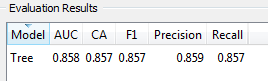 Evaluation Results
Model AUC CA F1 Precision Recall
Tree 0.858 0.857 0.857 0.859 0.857